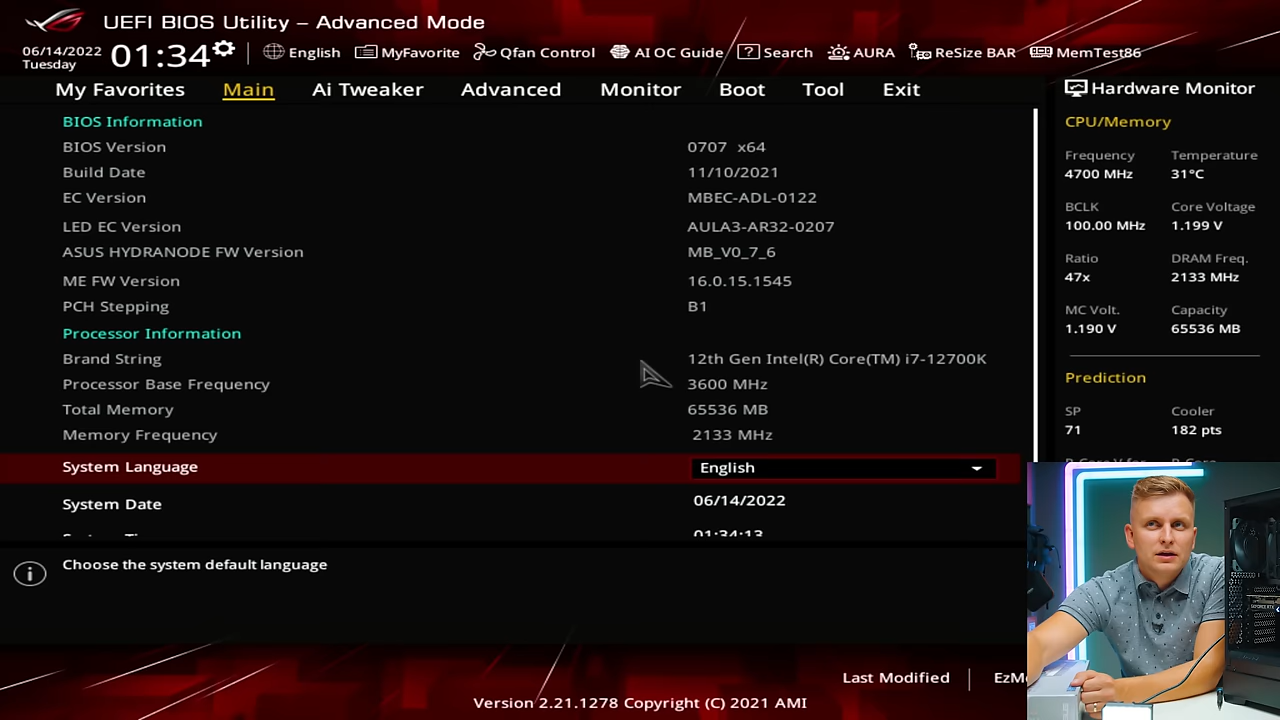 UEFI BIOS Utility – Advanced Mode
06/14/2022
Tuesday
01:34
English
MyFavorite
Qfan Control
AI OC Guide
? Search
AURA
ReSize BAR
MemTest86
My Favorites Main Ai Tweaker Advanced Monitor Boot Tool Exit
Hardware Monitor
BIOS Information
BIOS Version 0707 x64
Build Date 11/10/2021
EC Version MBEC-ADL-0122
LED EC Version AULA3-AR32-0207
ASUS HYDRANODE FW Version MB_V0_7_6
ME FW Version 16.0.15.1545
PCH Stepping B1
Processor Information
Brand String 12th Gen Intel(R) Core(TM) i7-12700K
Processor Base Frequency 3600 MHz
Total Memory 65536 MB
Memory Frequency 2133 MHz
System Language English
System Date 06/14/2022
01:34:13
Choose the system default language
CPU/Memory
Frequency Temperature
4700 MHz 31°C
BCLK Core Voltage
100.00 MHz 1.199 V
Ratio DRAM Freq.
47x 2133 MHz
MC Volt. Capacity
1.190 V 65536 MB
Prediction
SP Cooler
71 182 pts
Last Modified
Version 2.21.1278 Copyright (C) 2021 AMI